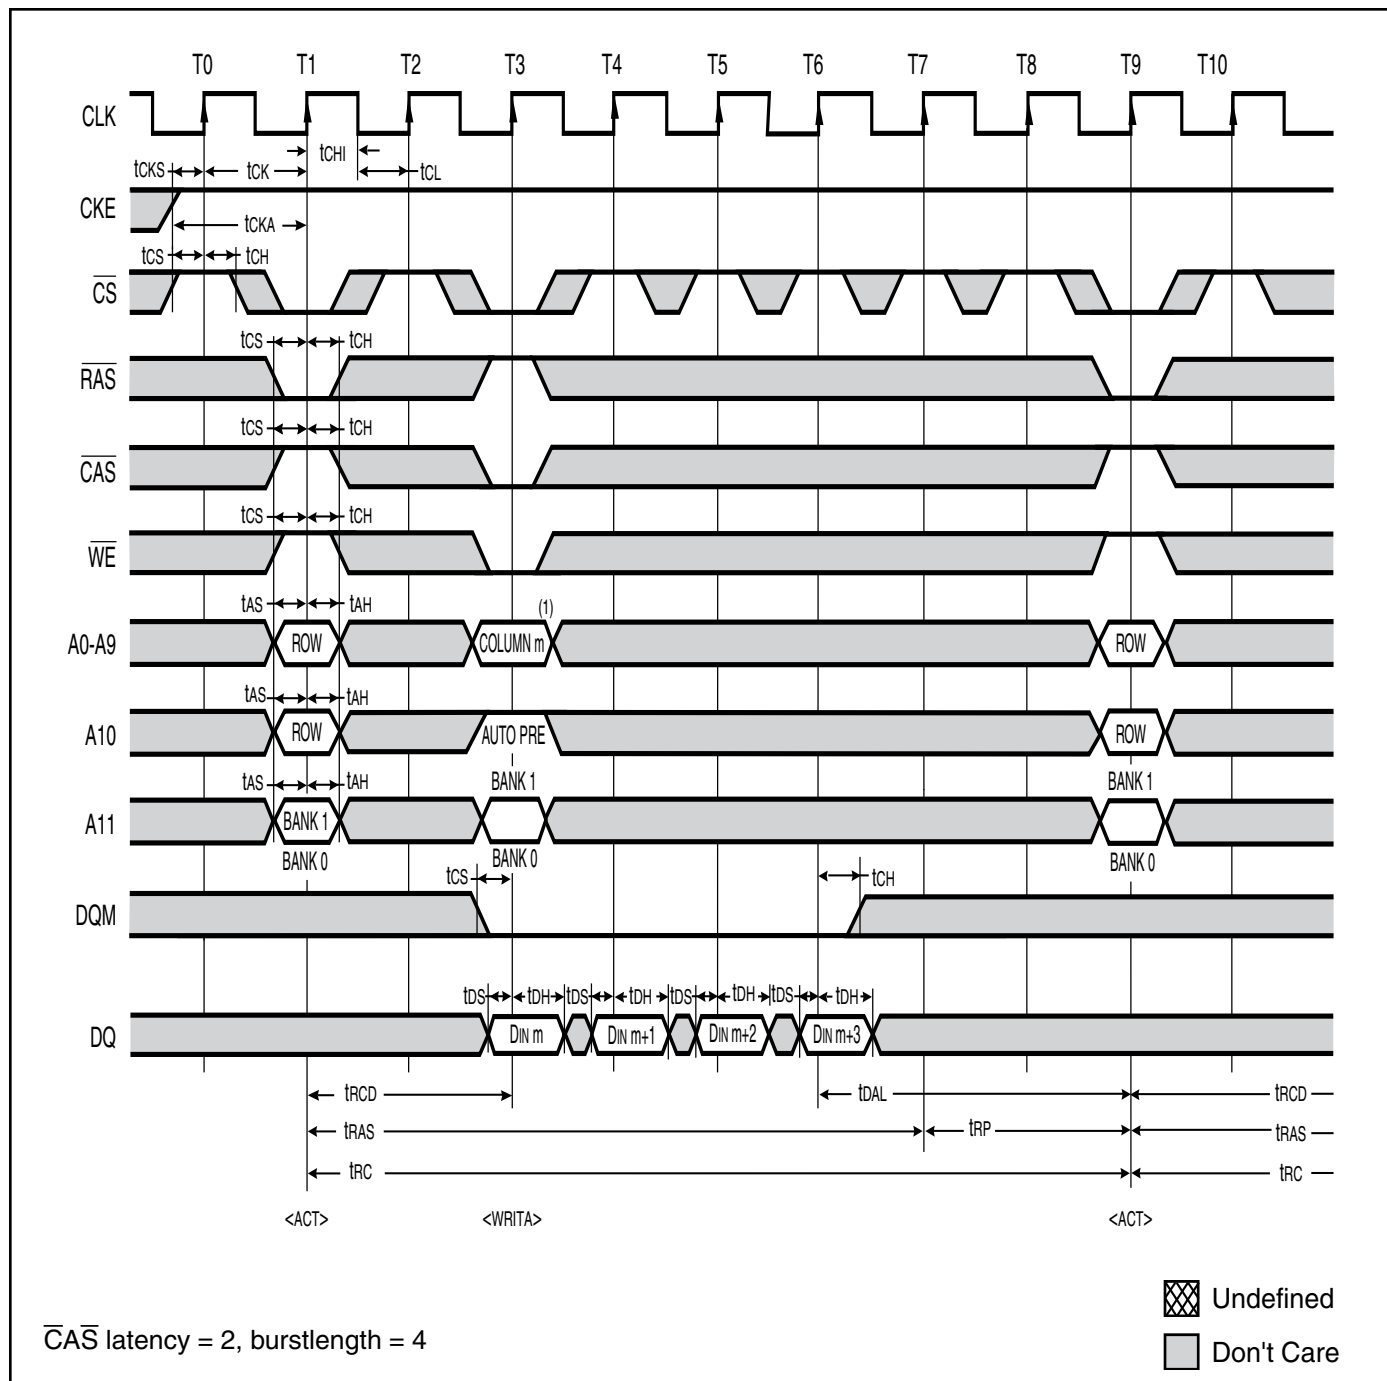 T0 T1 T2 T3 T4 T5 T6 T7 T8 T9 T10
CLK
tCHI
tCKS tCK tCL
CKE
tCKA
tCS tCH
CS
tCS tCH
RAS
tCS tCH
CAS
tCS tCH
WE
tAS tAH (1)
A0-A9 ROW COLUMN m ROW
tAS tAH
A10 ROW AUTO PRE ROW
tAS tAH BANK 1 BANK 1
A11 BANK 1
BANK 0 BANK 0 BANK 0
tCS tCH
DQM
tDS tDH tDS tDH tDS tDH tDS tDH
DQ DIN m DIN m+1 DIN m+2 DIN m+3
tRCD tDAL tRCD
tRAS tRP tRAS
tRC tRC
<ACT> <WRITA> <ACT>
Undefined
CAS latency = 2, burstlength = 4
Don't Care